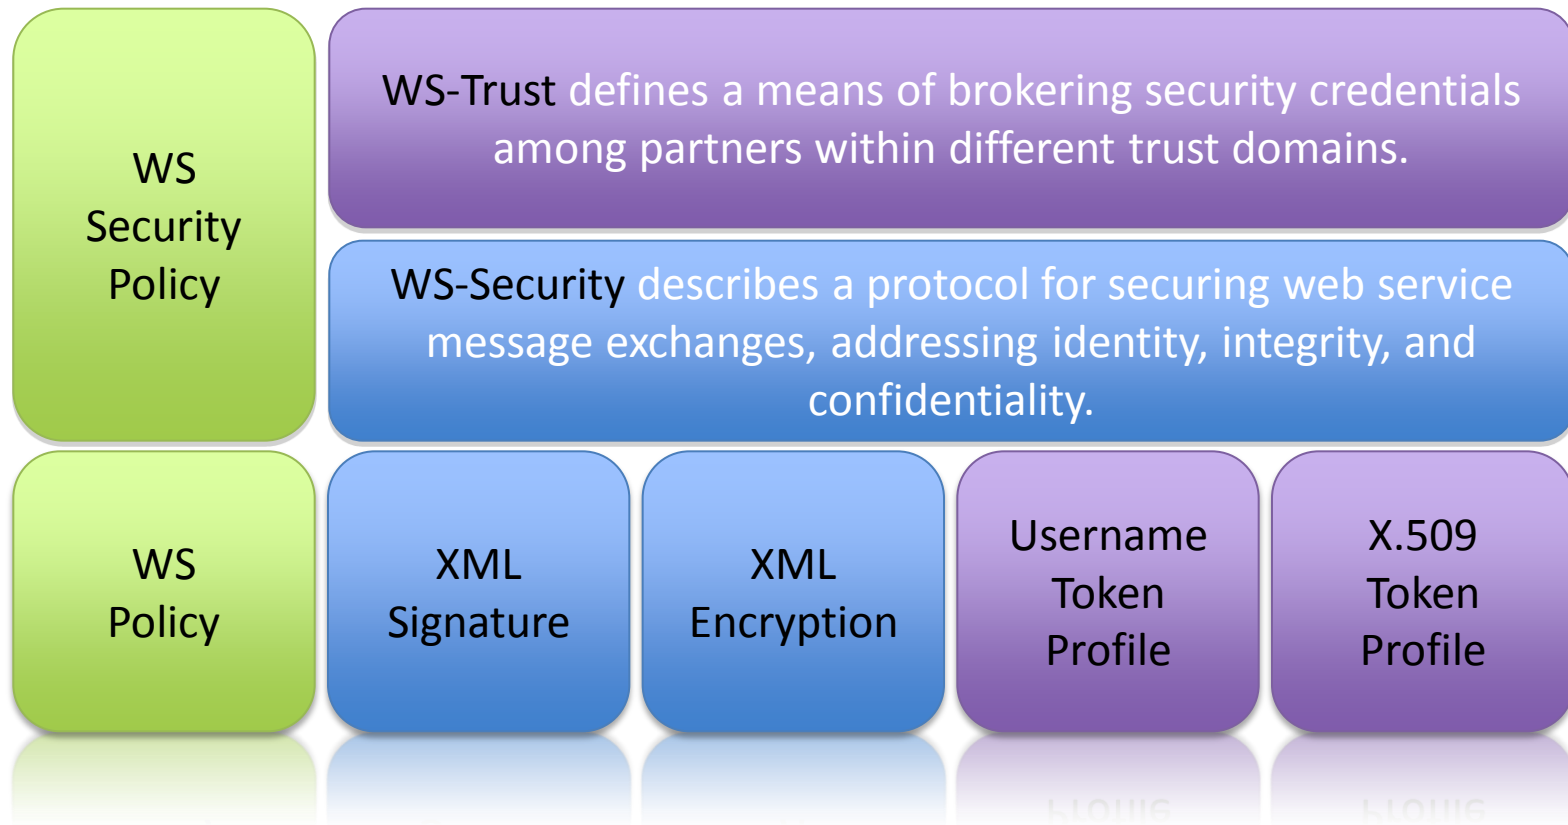 WS
Security
Policy
WS-Trust defines a means of brokering security credentials
among partners within different trust domains.
WS-Security describes a protocol for securing web service
message exchanges, addressing identity, integrity, and
confidentiality.
WS
Policy
XML
Signature
XML
Encryption
Username
Token
Profile
X.509
Token
Profile